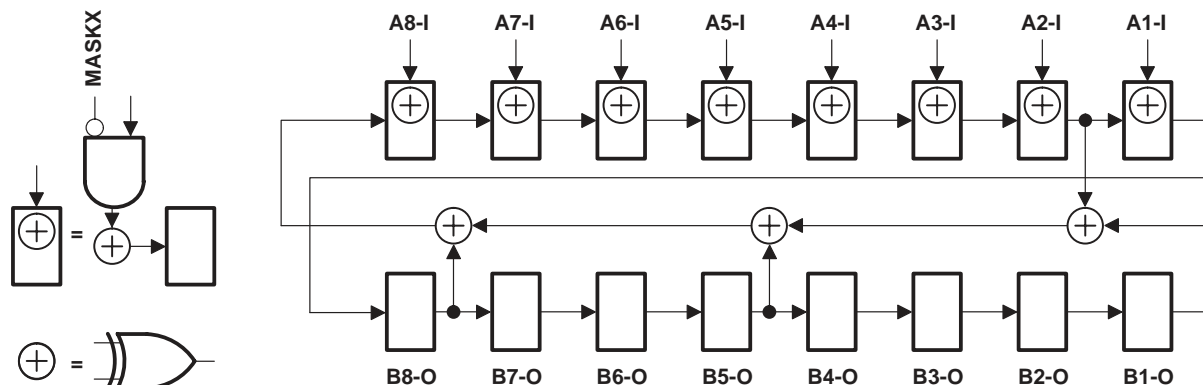 MASKX
=
=
A8-I A7-I A6-I A5-I A4-I A3-I A2-I A1-I
B8-O B7-O B6-O B5-O B4-O B3-O B2-O B1-O